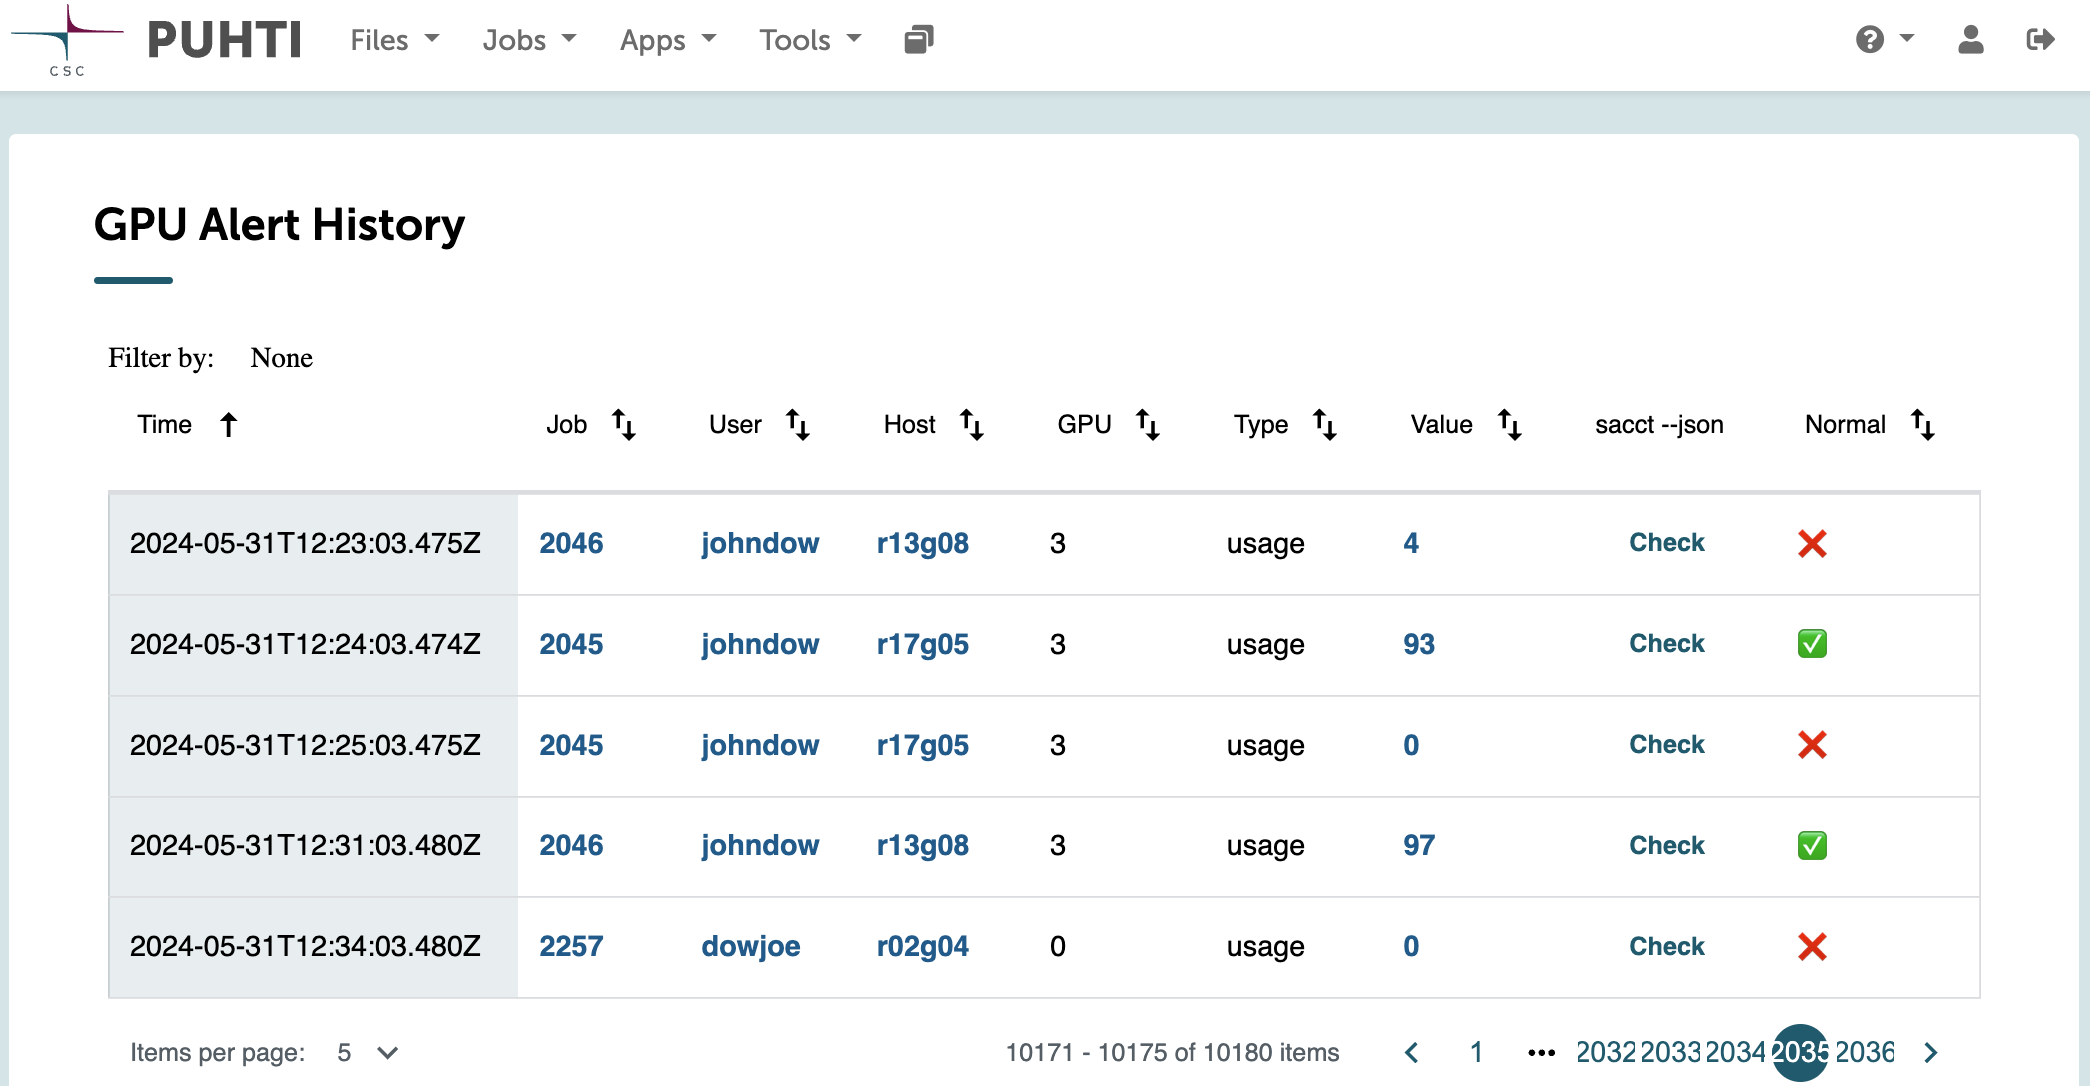 CSC PUHTI Files Jobs Apps Tools
GPU Alert History
Filter by: None
Time Job User Host GPU Type Value sacct --json Normal
2024-05-31T12:23:03.475Z 2046 johndow r13g08 3 usage 4 Check ❌
2024-05-31T12:24:03.474Z 2045 johndow r17g05 3 usage 93 Check ✅
2024-05-31T12:25:03.475Z 2045 johndow r17g05 3 usage 0 Check ❌
2024-05-31T12:31:03.480Z 2046 johndow r13g08 3 usage 97 Check ✅
2024-05-31T12:34:03.480Z 2257 dowjoe r02g04 0 usage 0 Check ❌
Items per page: 5 10171 - 10175 of 10180 items 1 ••• 2032 2033 2034 2035 2036